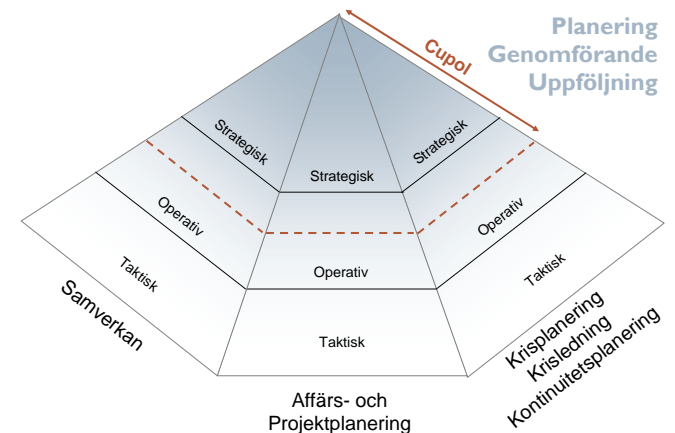 Planering
Genomförande
Uppföljning
Cupol
Strategisk
Strategisk
Strategisk
Operativ
Operativ
Operativ
Taktisk
Taktisk
Taktisk
Samverkan
Affärs- och
Projektplanering
Krisplanering
Krisledning
Kontinuitetsplanering